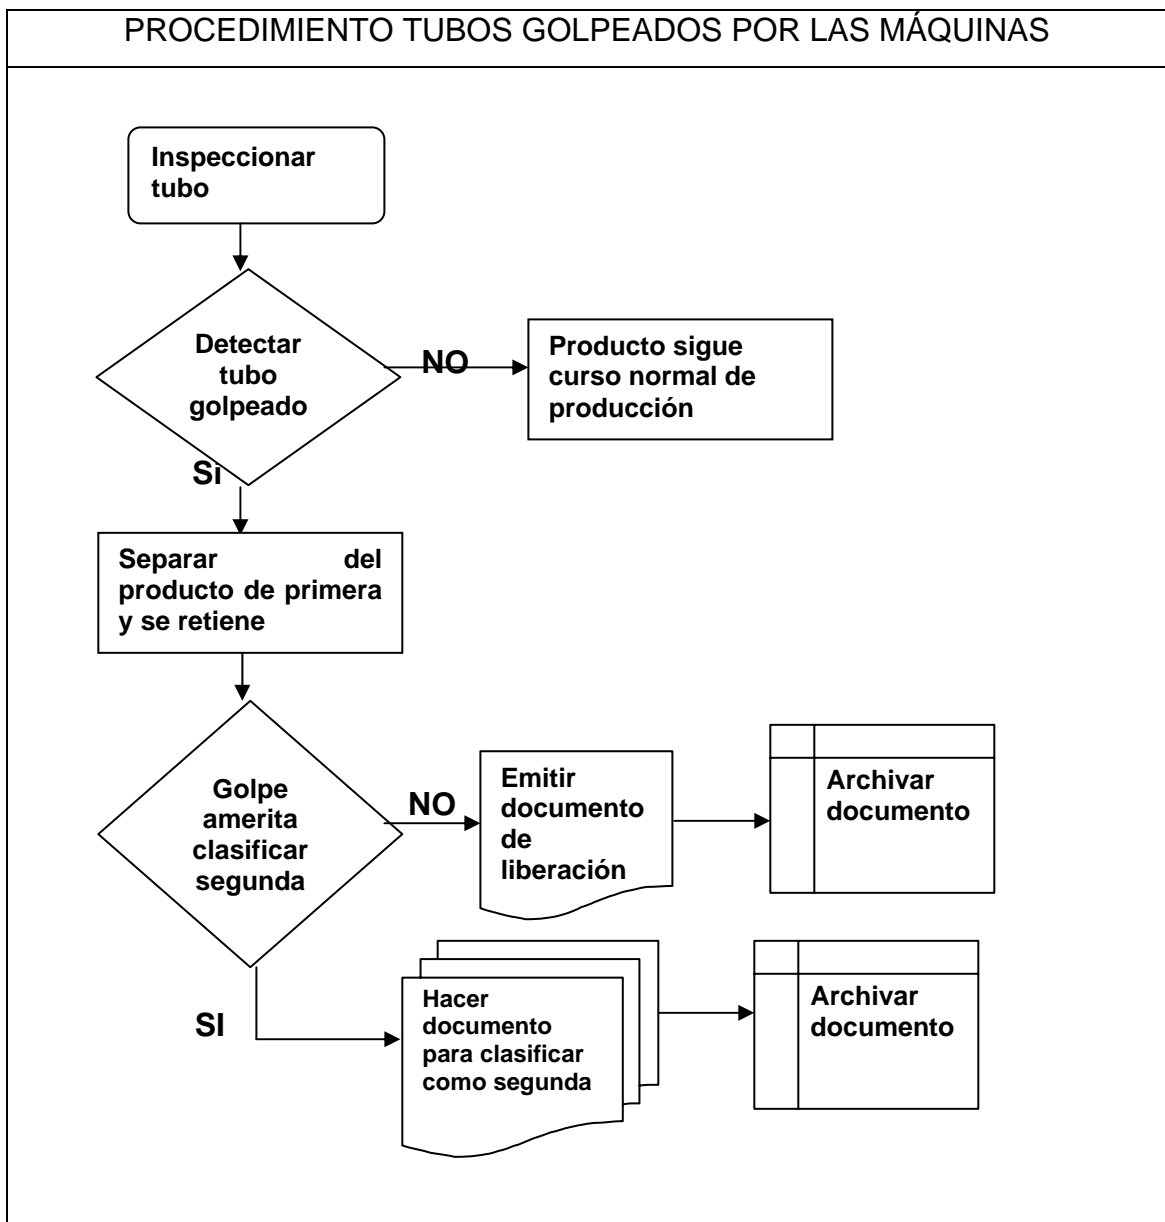 PROCEDIMIENTO TUBOS GOLPEADOS POR LAS MÁQUINAS
Inspeccionar
tubo
Detectar
tubo
golpeado
NO
Producto sigue
curso normal de
producción
Si
Separar del
producto de primera
y se retiene
Golpe
amerita
clasificar
segunda
NO
Emitir
documento
de
liberación
Archivar
documento
SI
Hacer
documento
para clasificar
como segunda
Archivar
documento